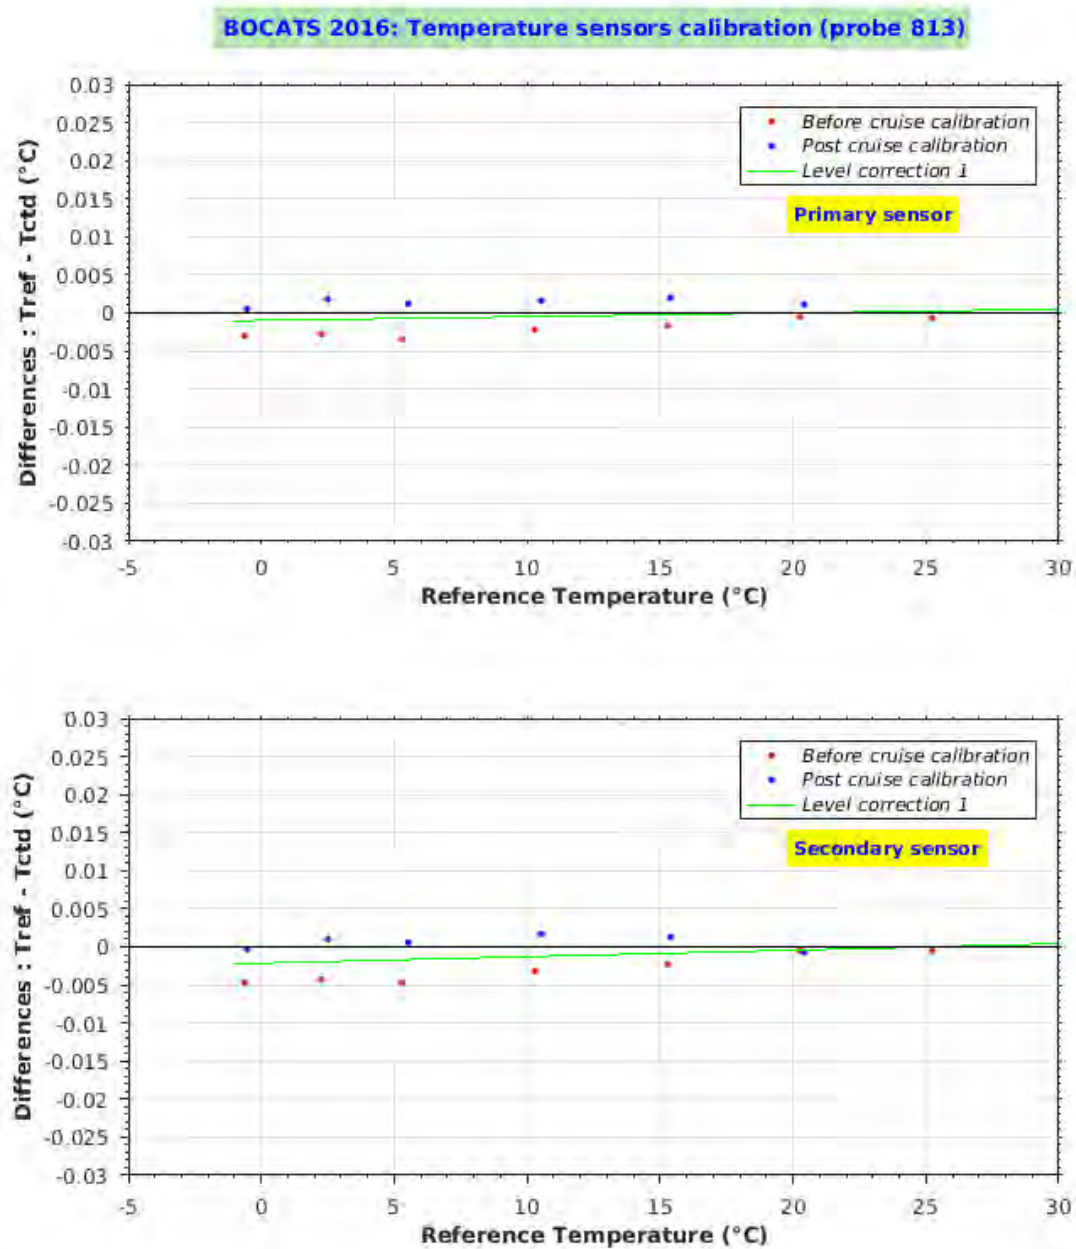 BOCATS 2016: Temperature sensors calibration (probe 813)
0.03
0.025
0.02
0.015
0.01
0.005
0
-0.005
-0.01
-0.015
-0.02
-0.025
-0.03
Differences : Tref - Tctd (°C)
Before cruise calibration
Post cruise calibration
Level correction 1
Primary sensor
-5 0 5 10 15 20 25 30
Reference Temperature (°C)
0.03
0.025
0.02
0.015
0.01
0.005
0
-0.005
-0.01
-0.015
-0.02
-0.025
-0.03
Differences : Tref - Tctd (°C)
Before cruise calibration
Post cruise calibration
Level correction 1
Secondary sensor
-5 0 5 10 15 20 25 30
Reference Temperature (°C)